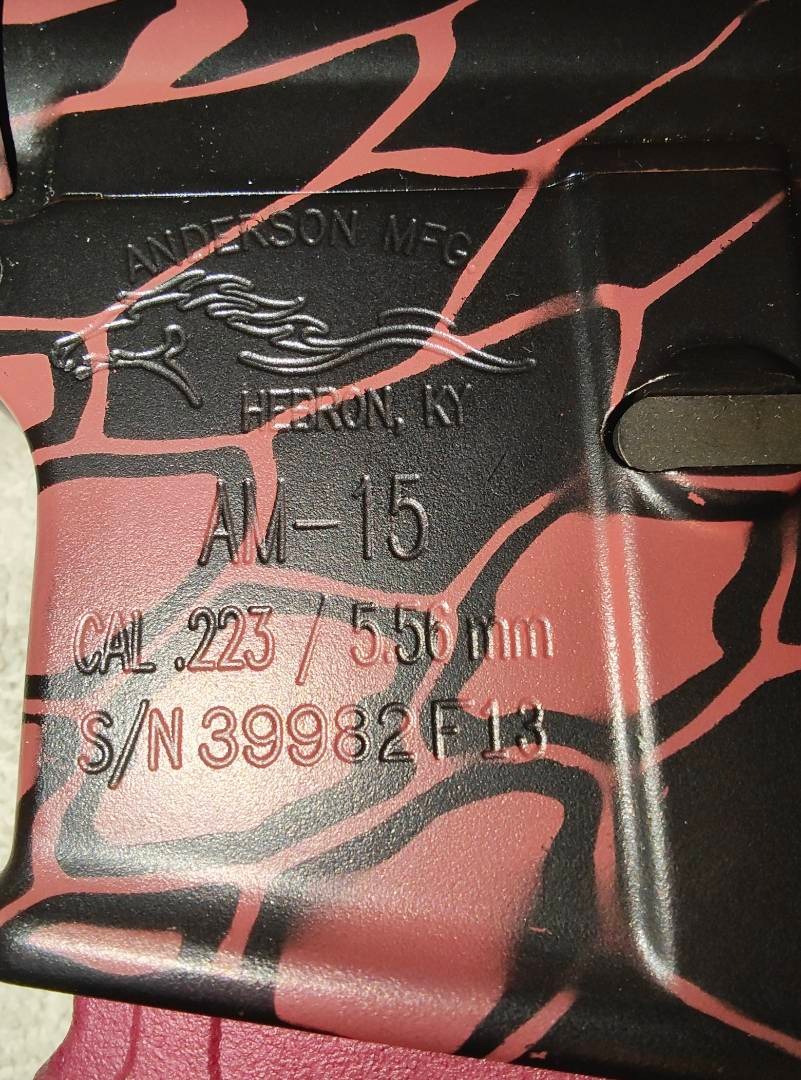 ANDERSON MFG
HEBRON, KY
AM-15
CAL .223 / 5.56 mm
S/N 39982F13